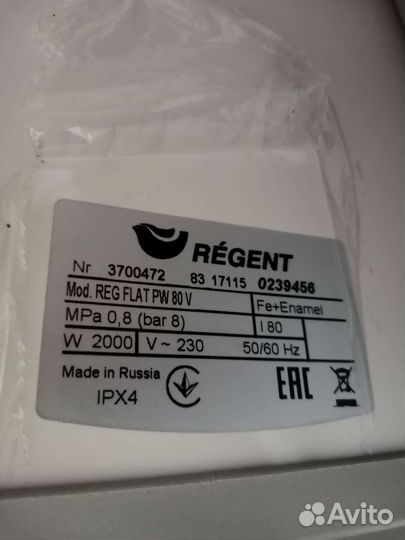 RÉGENT
Nr 3700472 83 17115 0239456
Mod. REG FLAT PW 80 V Fe+Enamel
MPa 0,8 (bar 8) l 80
W 2000 V ~ 230 50/60 Hz
Made in Russia
IPX4
EAC
Avito